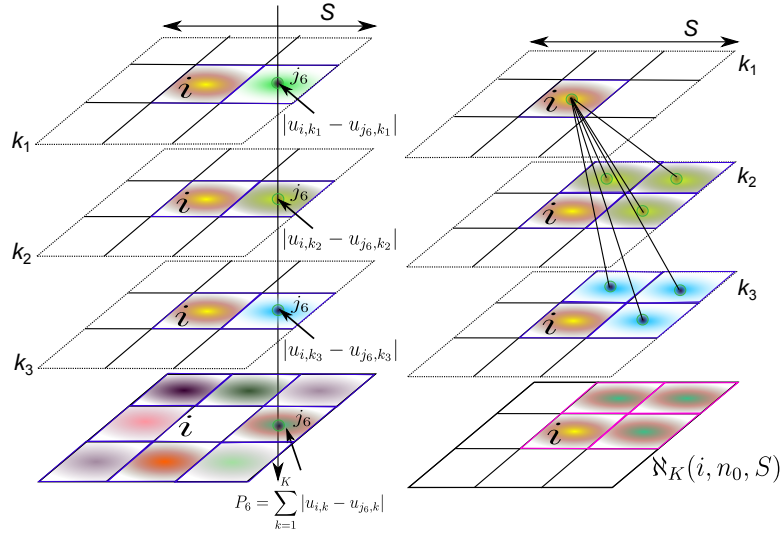 S
i
j₆
|u_{i,k₁} − u_{j₆,k₁}|
k₁
i
j₆
|u_{i,k₂} − u_{j₆,k₂}|
k₂
i
j₆
|u_{i,k₃} − u_{j₆,k₃}|
k₃
i
j₆
P₆ = ∑_{k=1}^{K} |u_{i,k} − u_{j₆,k}|
S
k₁
i
k₂
i
k₃
i
i
ℵ_K(i, n₀, S)